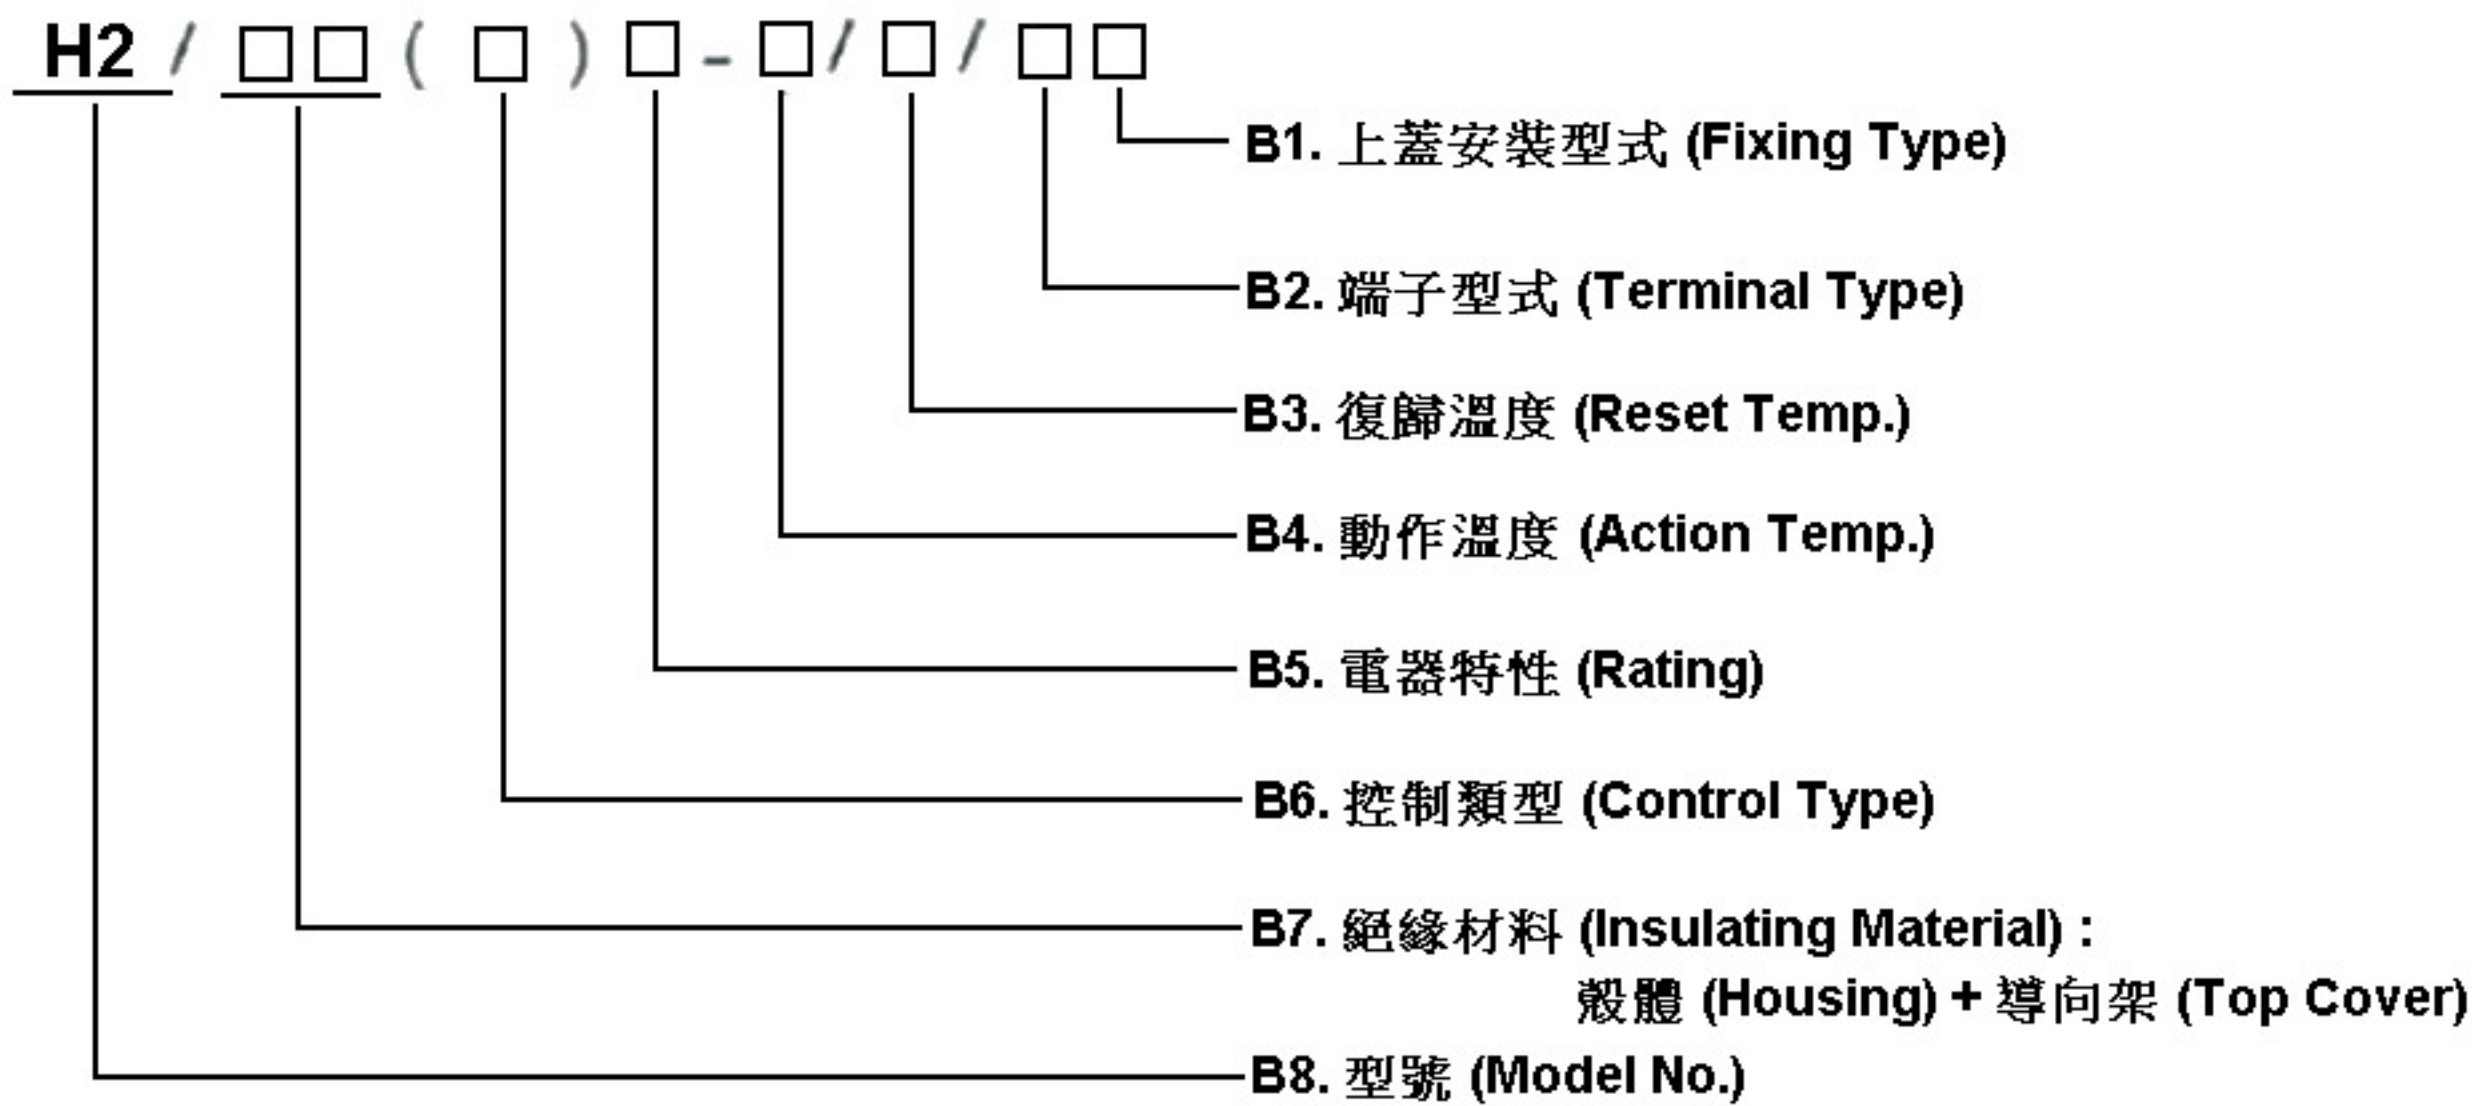 H2 / □□ ( □ ) □ - □ / □ / □□
B1. 上蓋安裝型式 (Fixing Type)
B2. 端子型式 (Terminal Type)
B3. 復歸溫度 (Reset Temp.)
B4. 動作溫度 (Action Temp.)
B5. 電器特性 (Rating)
B6. 控制類型 (Control Type)
B7. 絕緣材料 (Insulating Material) :
殼體 (Housing) + 導向架 (Top Cover)
B8. 型號 (Model No.)